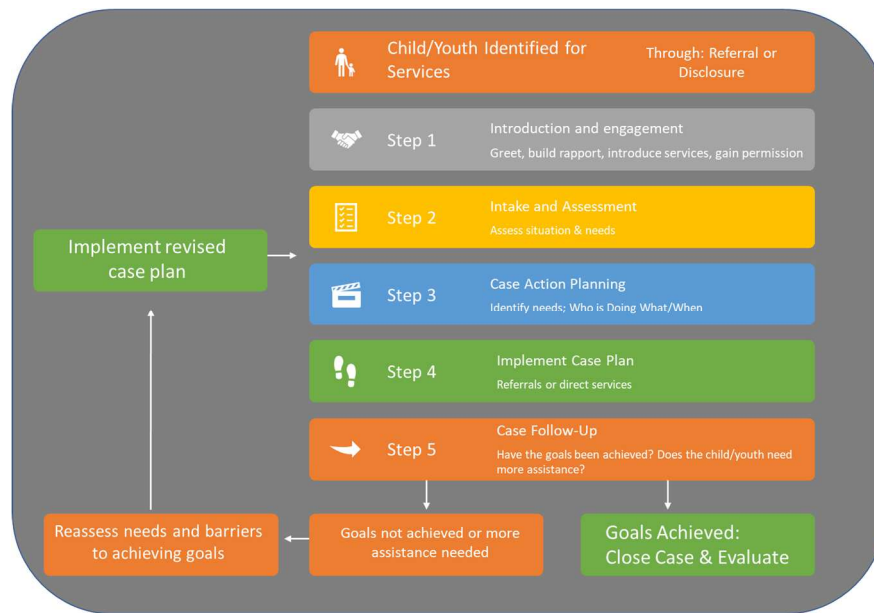 Child/Youth Identified for
Services
Through: Referral or
Disclosure
Step 1
Introduction and engagement
Greet, build rapport, introduce services, gain permission
Step 2
Intake and Assessment
Assess situation & needs
Implement revised
case plan
Step 3
Case Action Planning
Identify needs; Who is Doing What/When
Step 4
Implement Case Plan
Referrals or direct services
Step 5
Case Follow-Up
Have the goals been achieved? Does the child/youth need
more assistance?
Reassess needs and barriers
to achieving goals
Goals not achieved or more
assistance needed
Goals Achieved:
Close Case & Evaluate